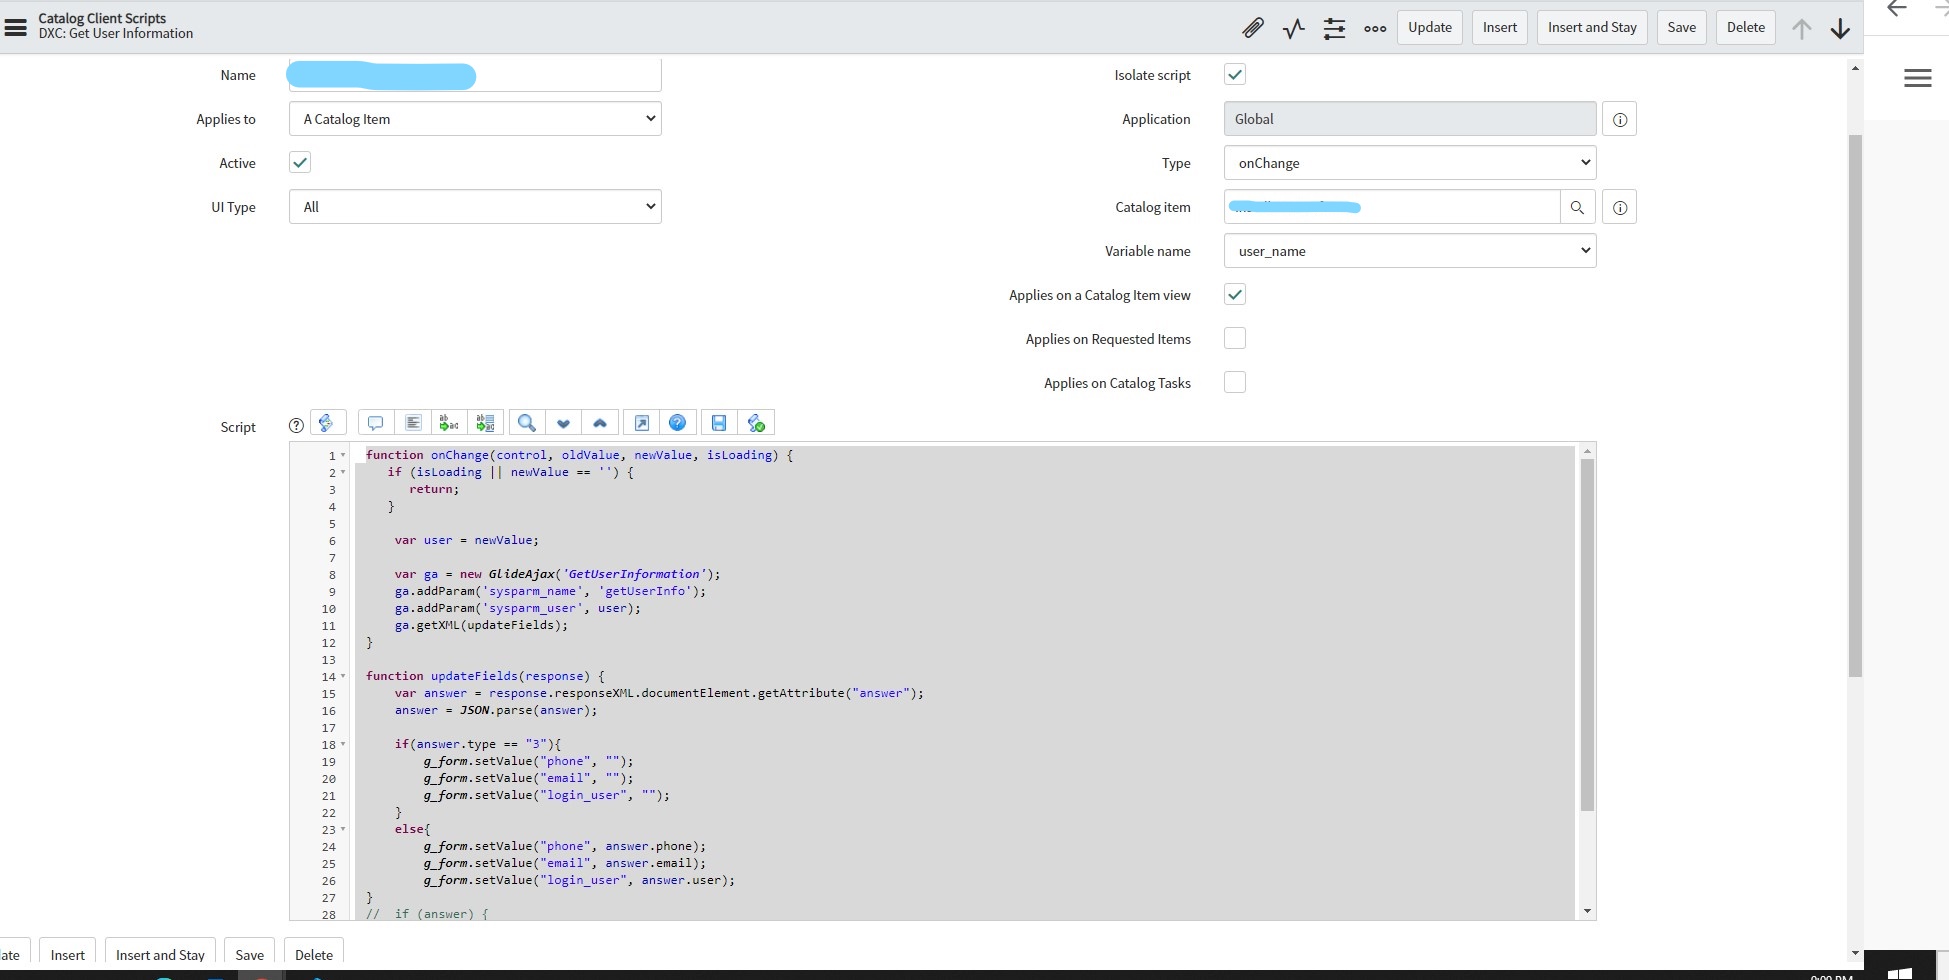 Catalog Client Scripts
DXC: Get User Information
Update Insert Insert and Stay Save Delete
Name
Isolate script
Applies to A Catalog Item
Application Global
Active
Type onChange
UI Type All
Catalog item
Variable name user_name
Applies on a Catalog Item view
Applies on Requested Items
Applies on Catalog Tasks
Script
1 function onChange(control, oldValue, newValue, isLoading) {
2 if (isLoading || newValue == '') {
3 return;
4 }
5
6 var user = newValue;
7
8 var ga = new GlideAjax('GetUserInformation');
9 ga.addParam('sysparm_name', 'getUserInfo');
10 ga.addParam('sysparm_user', user);
11 ga.getXML(updateFields);
12 }
13
14 function updateFields(response) {
15 var answer = response.responseXML.documentElement.getAttribute("answer");
16 answer = JSON.parse(answer);
17
18 if(answer.type == "3"){
19 g_form.setValue("phone", "");
20 g_form.setValue("email", "");
21 g_form.setValue("login_user", "");
22 }
23 else{
24 g_form.setValue("phone", answer.phone);
25 g_form.setValue("email", answer.email);
26 g_form.setValue("login_user", answer.user);
27 }
28 // if (answer) {
ate Insert Insert and Stay Save Delete